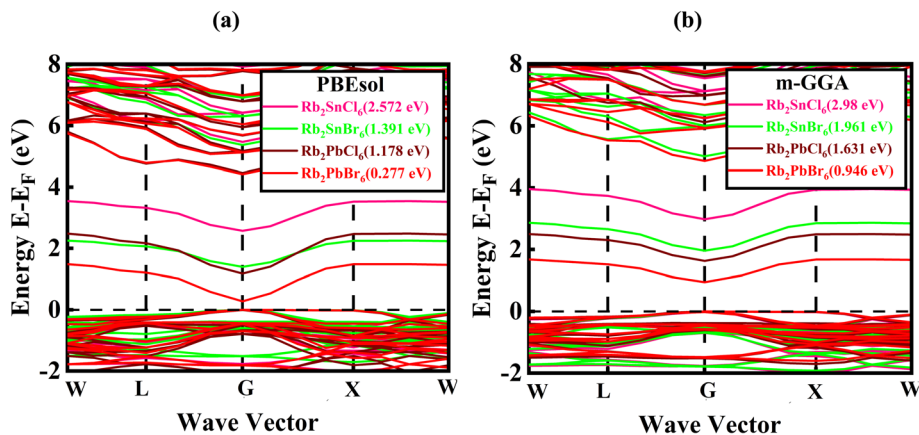 (a)
PBEsol
Rb₂SnCl₆(2.572 eV)
Rb₂SnBr₆(1.391 eV)
Rb₂PbCl₆(1.178 eV)
Rb₂PbBr₆(0.277 eV)
Energy E-E_F (eV)
8
6
4
2
0
-2
W
L
G
X
W
Wave Vector
(b)
m-GGA
Rb₂SnCl₆(2.98 eV)
Rb₂SnBr₆(1.961 eV)
Rb₂PbCl₆(1.631 eV)
Rb₂PbBr₆(0.946 eV)
Energy E-E_F (eV)
8
6
4
2
0
-2
W
L
G
X
W
Wave Vector